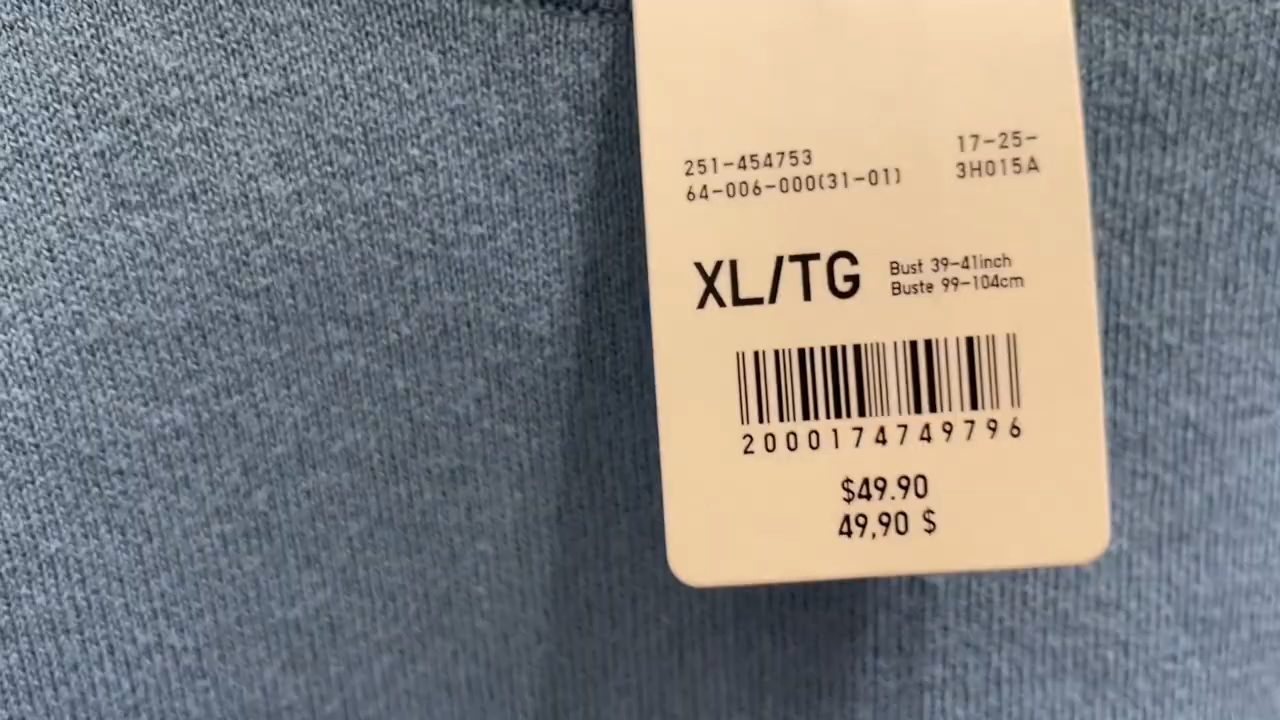 251-454753
64-006-000(31-01)
17-25-
3H015A
XL/TG
Bust 39-41inch
Buste 99-104cm
2000174749796
$49.90
49,90 $